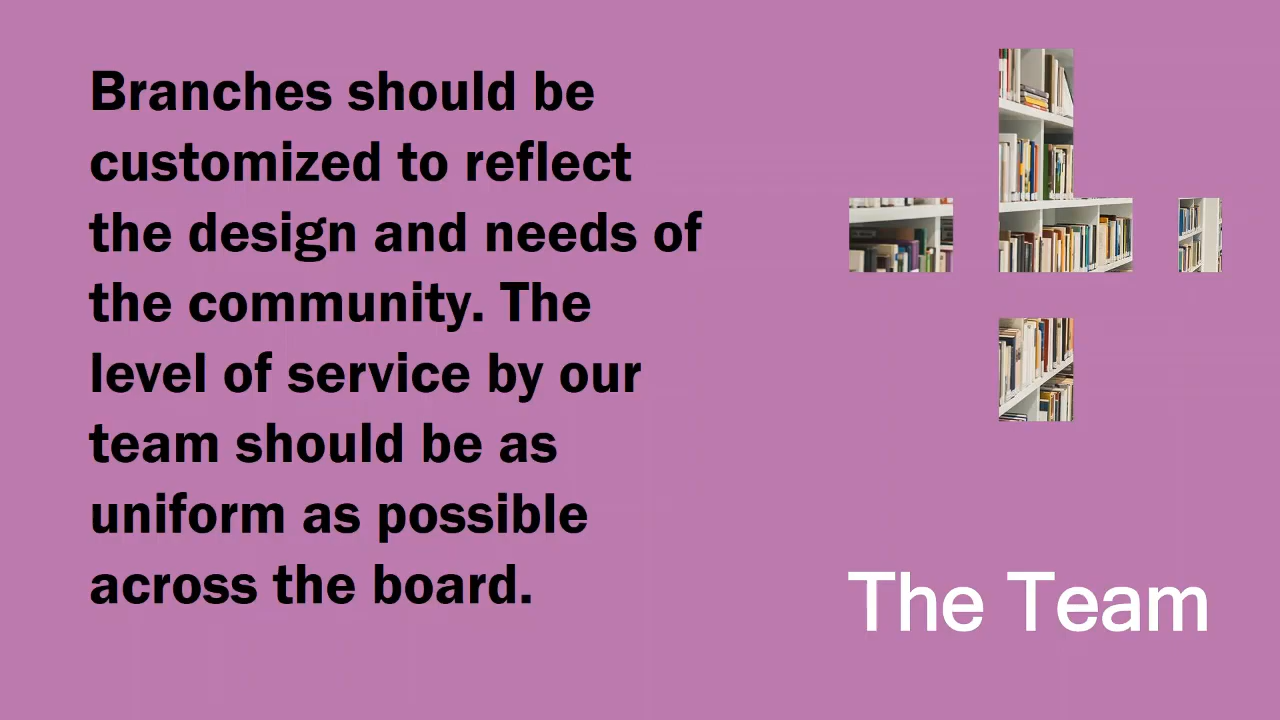 Branches should be
customized to reflect
the design and needs of
the community. The
level of service by our
team should be as
uniform as possible
across the board.
The Team